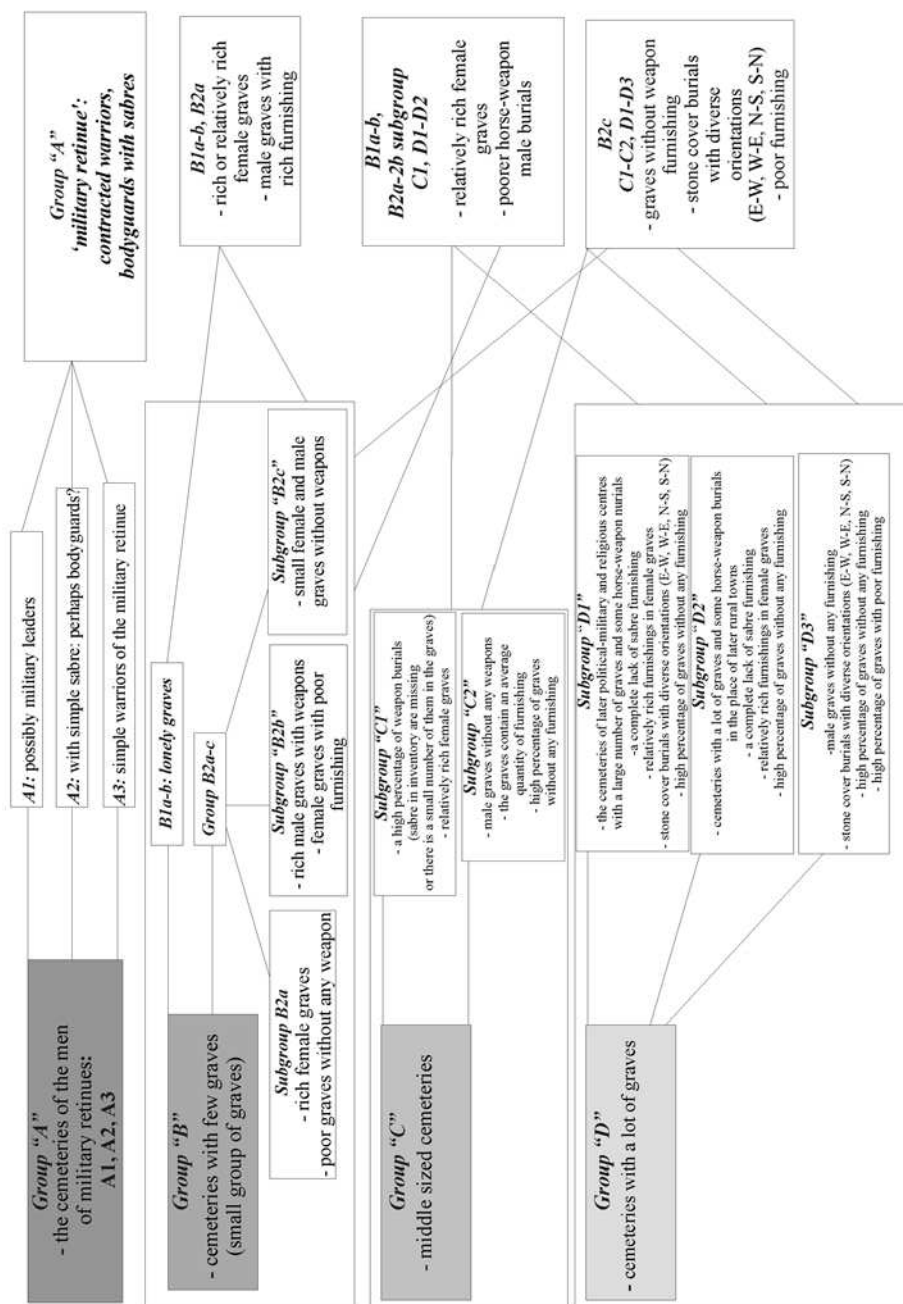 Group "A"
- the cemeteries of the men
of military retinues:
A1, A2, A3
A1: possibly military leaders
A2: with simple sabre: perhaps bodyguards?
A3: simple warriors of the military retinue
Group "A"
'military retinue':
contracted warriors,
bodyguards with sabres
Group "B"
- cemeteries with few graves
(small group of graves)
B1a-b: lonely graves
Group B2a-c
Subgroup B2a
- rich female graves
- poor graves without any weapon
Subgroup "B2b"
- rich male graves with weapons
- female graves with poor
furnishing
Subgroup "B2c"
- small female and male
graves without weapons
B1a-b, B2a
- rich or relatively rich
female graves
- male graves with
rich furnishing
Group "C"
- middle sized cemeteries
Subgroup "C1"
- a high percentage of weapon burials
(sabre in inventory are missing
or there is a small number of them in the graves)
- relatively rich female graves
Subgroup "C2"
- male graves without any weapons
- the graves contain an average
quantity of furnishing
- high percentage of graves
without any furnishing
B1a-b,
B2a-2b subgroup
C1, D1-D2
- relatively rich female
graves
- poorer horse-weapon
male burials
Group "D"
- cemeteries with a lot of graves
Subgroup "D1"
- the cemeteries of later political-military and religious centres
with a large number of graves and some horse-weapon nurials
- a complete lack of sabre furnishing
- relatively rich furnishings in female graves
- stone cover burials with diverse orientations (E-W, W-E, N-S, S-N)
- high percentage of graves without any furnishing
Subgroup "D2"
- cemeteries with a lot of graves and some horse-weapon burials
in the place of later rural towns
- a complete lack of sabre furnishing
- relatively rich furnishings in female graves
- high percentage of graves without any furnishing
Subgroup "D3"
-male graves without any furnishing
- stone cover burials with diverse orientations (E-W, W-E, N-S, S-N)
- high percentage of graves without any furnishing
- high percentage of graves with poor furnishing
B2c
C1-C2, D1-D3
- graves without weapon
furnishing
- stone cover burials
with diverse
orientations
(E-W, W-E, N-S, S-N)
- poor furnishing